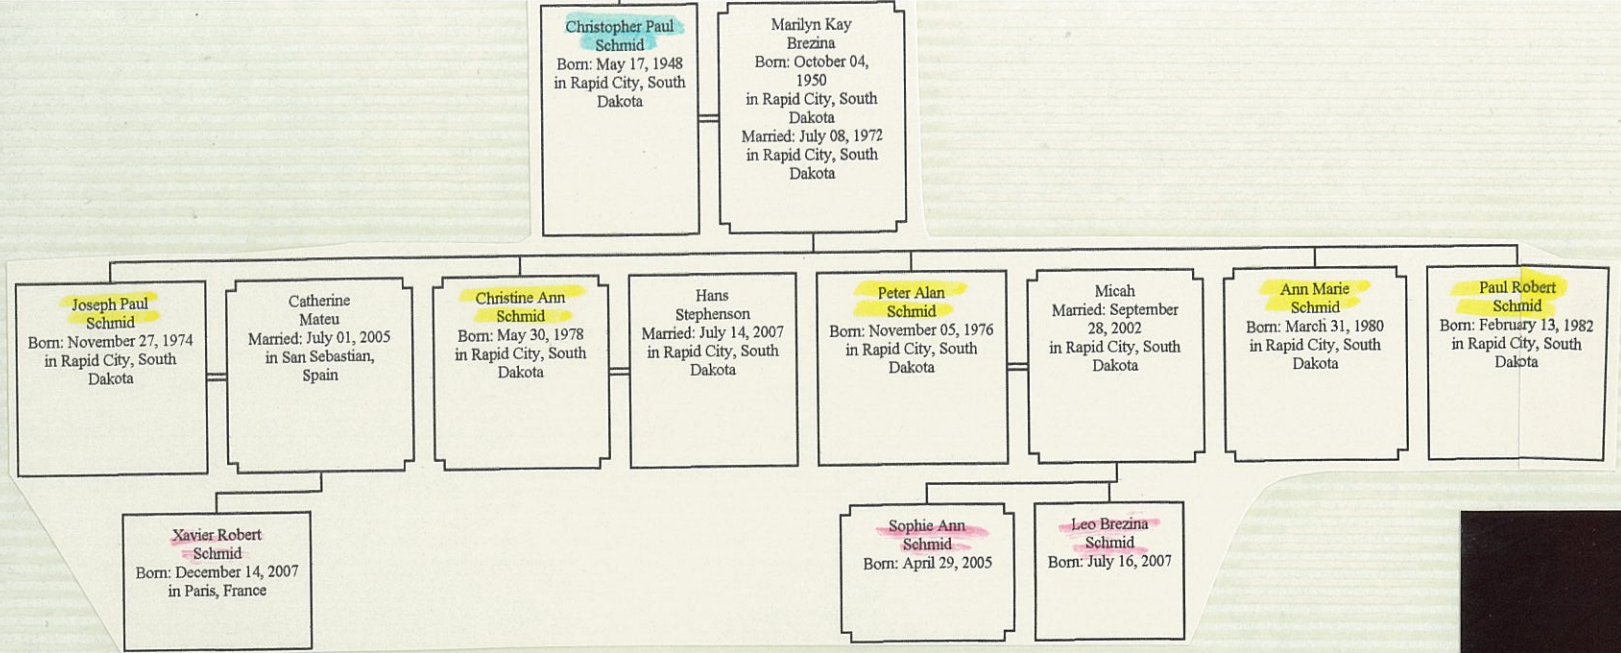 Christopher Paul
Schmid
Born: May 17, 1948
in Rapid City, South
Dakota
Marilyn Kay
Brezina
Born: October 04,
1950
in Rapid City, South
Dakota
Married: July 08, 1972
in Rapid City, South
Dakota
Joseph Paul
Schmid
Born: November 27, 1974
in Rapid City, South
Dakota
Catherine
Mateu
Married: July 01, 2005
in San Sebastian,
Spain
Christine Ann
Schmid
Born: May 30, 1978
in Rapid City, South
Dakota
Hans
Stephenson
Married: July 14, 2007
in Rapid City, South
Dakota
Peter Alan
Schmid
Born: November 05, 1976
in Rapid City, South
Dakota
Micah
Married: September
28, 2002
in Rapid City, South
Dakota
Ann Marie
Schmid
Born: March 31, 1980
in Rapid City, South
Dakota
Paul Robert
Schmid
Born: February 13, 1982
in Rapid City, South
Dakota
Xavier Robert
Schmid
Born: December 14, 2007
in Paris, France
Sophie Ann
Schmid
Born: April 29, 2005
Leo Brezina
Schmid
Born: July 16, 2007